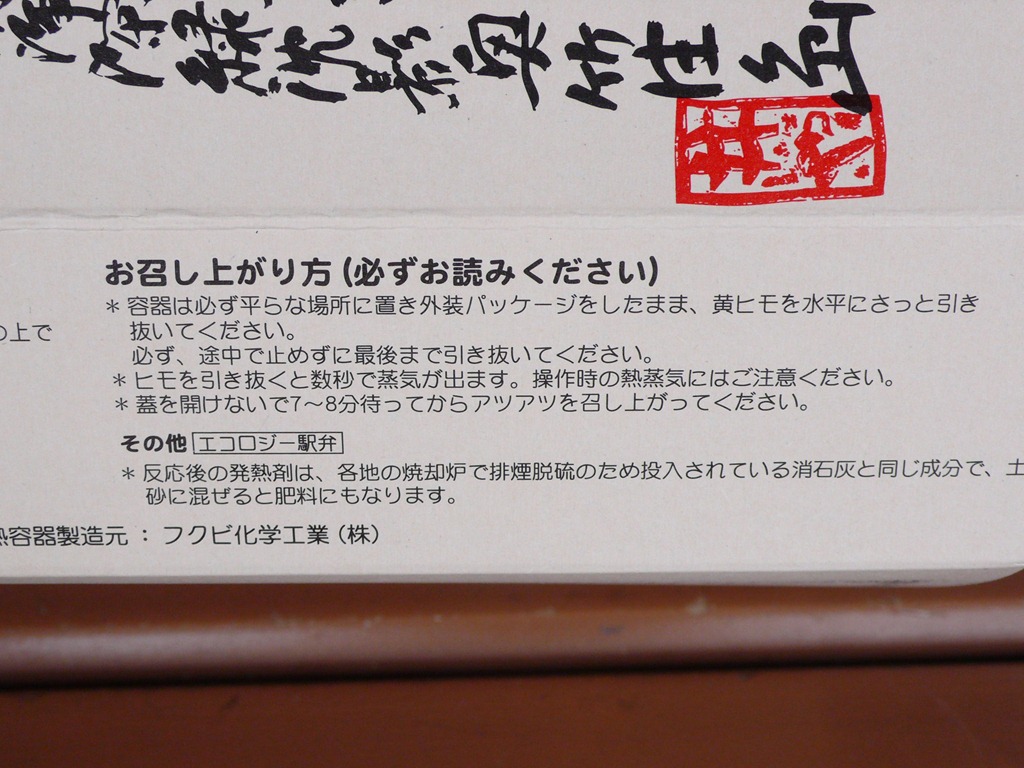 お召し上がり方(必ずお読みください)
＊容器は必ず平らな場所に置き外装パッケージをしたまま、黄ヒモを水平にさっと引き
の上で
抜いてください。
必ず、途中で止めずに最後まで引き抜いてください。
＊ヒモを引き抜くと数秒で蒸気が出ます。操作時の熱蒸気にはご注意ください。
＊蓋を開けないで7～8分待ってからアツアツを召し上がってください。
その他 エコロジー駅弁
＊反応後の発熱剤は、各地の焼却炉で排煙脱硫のため投入されている消石灰と同じ成分で、土
砂に混ぜると肥料にもなります。
熱容器製造元：フクビ化学工業(株)